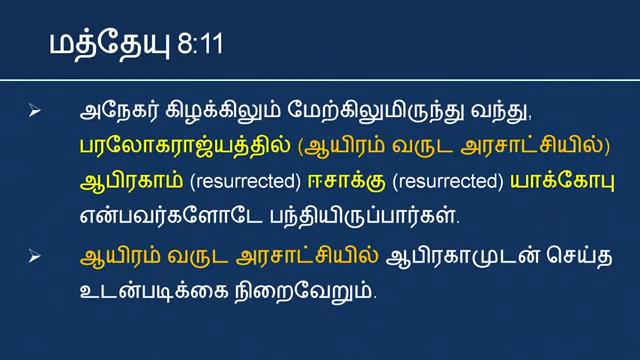 மத்தேயு 8:11
➢ அநேகர் கிழக்கிலும் மேற்கிலுமிருந்து வந்து,
பரலோகராஜ்யத்தில் (ஆயிரம் வருட அரசாட்சியில்)
ஆபிரகாம் (resurrected) ஈசாக்கு (resurrected) யாக்கோபு
என்பவர்களோடே பந்தியிருப்பார்கள்.
➢ ஆயிரம் வருட அரசாட்சியில் ஆபிரகாமுடன் செய்த
உடன்படிக்கை நிறைவேறும்.